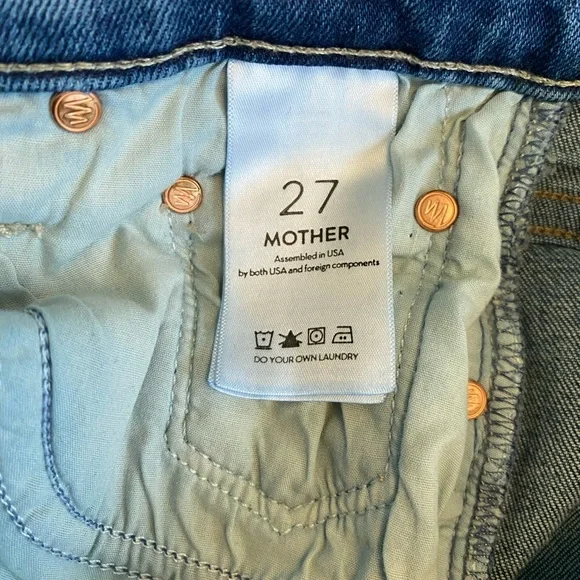 27
MOTHER
Assembled in USA
by both USA and foreign components
DO YOUR OWN LAUNDRY